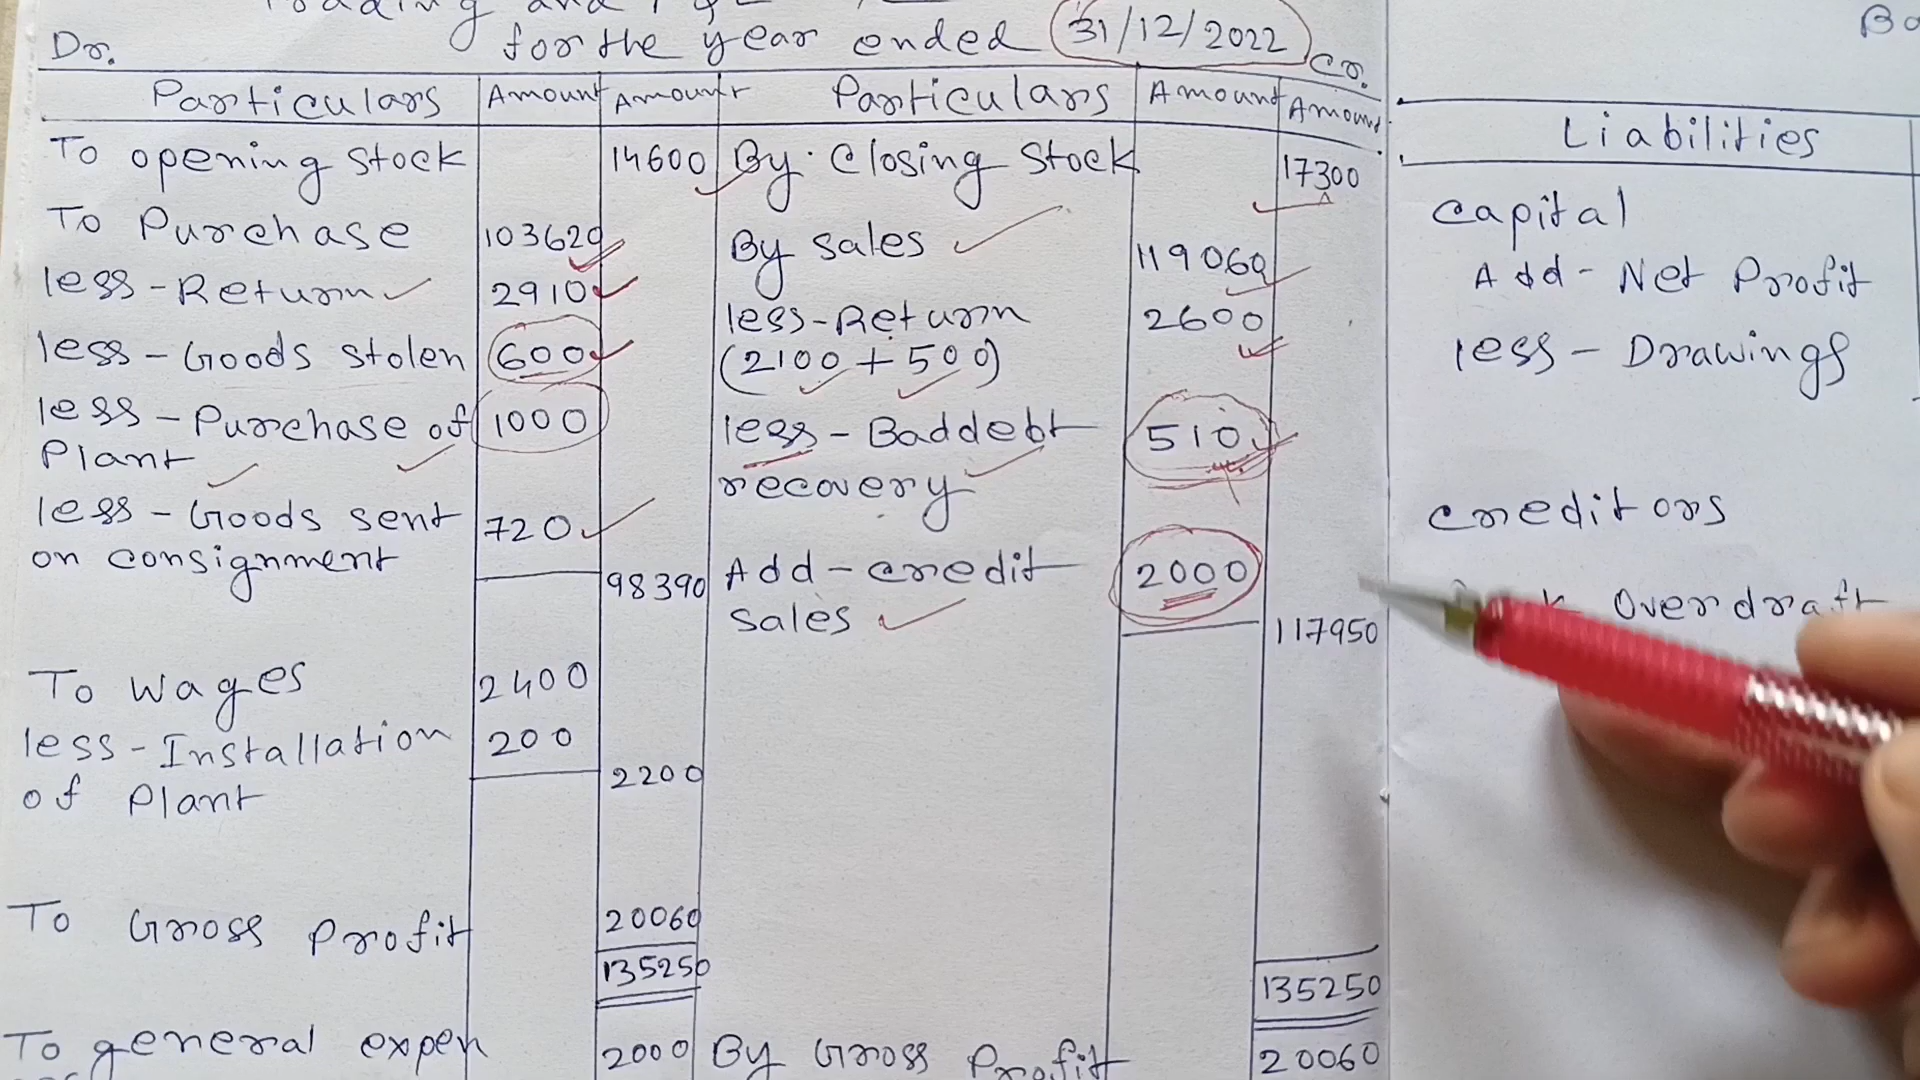 for the year ended 31/12/2022
Dr.
Cr.
Particulars Amount Amount Particulars Amount Amount
To opening stock 14600 By Closing Stock 17300
To Purchase 103620 By sales 119060
less-Return 2910 less-Return 2600
less-Goods stolen 600 (2100+500)
less-Purchase of 1000 less-Baddebt 510
Plant recovery
less-Goods sent 720
on consignment 98390 Add-credit 2000
sales 117950
To wages 2400
less-Installation 200
of Plant 2200
To Gross Profit 20060
135250 135250
To general expen 2000 By Gross Profit 20060
Liabilities
Capital
Add-Net Profit
less-Drawings
Creditors
Overdraft